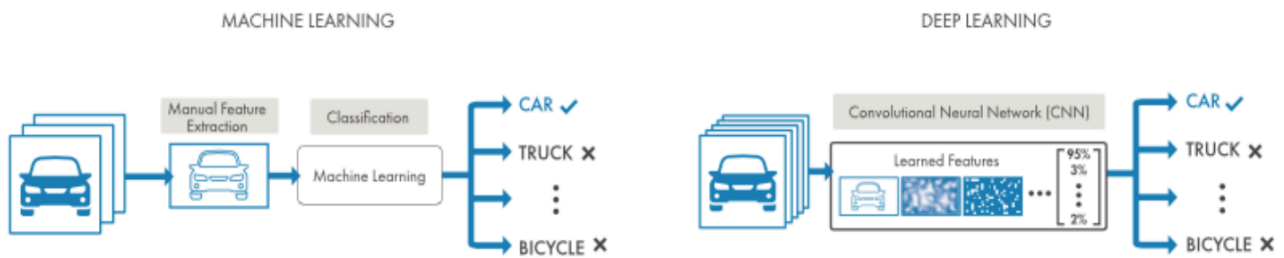 MACHINE LEARNING
Manual Feature
Extraction
Classification
Machine Learning
CAR
TRUCK
BICYCLE
DEEP LEARNING
Convolutional Neural Network (CNN)
Learned Features
95%
3%
2%
CAR
TRUCK
BICYCLE